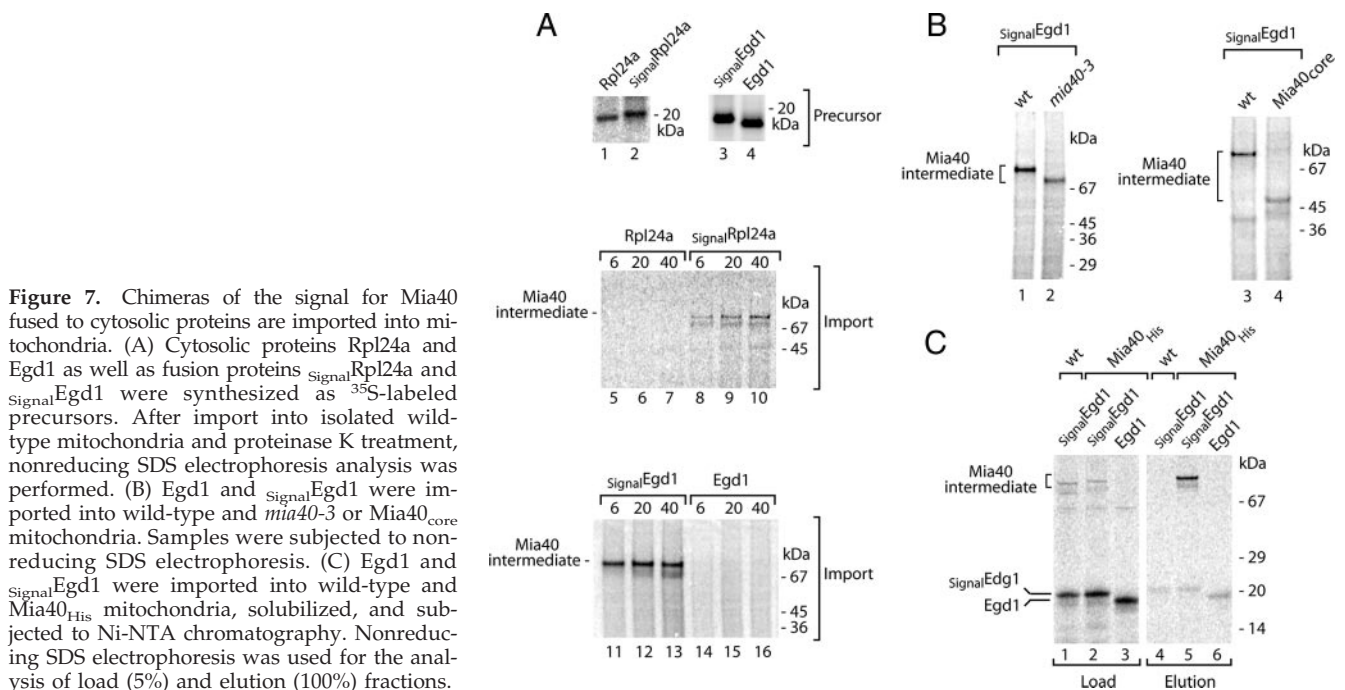 Figure 7. Chimeras of the signal for Mia40
fused to cytosolic proteins are imported into mi-
tochondria. (A) Cytosolic proteins Rpl24a and
Egd1 as well as fusion proteins SignalRpl24a and
SignalEgd1 were synthesized as 35S-labeled
precursors. After import into isolated wild-
type mitochondria and proteinase K treatment,
nonreducing SDS electrophoresis analysis was
performed. (B) Egd1 and SignalEgd1 were im-
ported into wild-type and mia40-3 or Mia40core
mitochondria. Samples were subjected to non-
reducing SDS electrophoresis. (C) Egd1 and
SignalEgd1 were imported into wild-type and
Mia40His mitochondria, solubilized, and sub-
jected to Ni-NTA chromatography. Nonreduc-
ing SDS electrophoresis was used for the anal-
ysis of load (5%) and elution (100%) fractions.
A
Rpl24a SignalRpl24a SignalEgd1 Egd1
- 20
kDa
- 20
kDa
Precursor
1 2 3 4
Rpl24a SignalRpl24a
6 20 40 6 20 40
Mia40
intermediate -
kDa
- 67
- 45
Import
5 6 7 8 9 10
SignalEgd1 Egd1
6 20 40 6 20 40
Mia40
intermediate -
kDa
- 67
- 45
- 36
Import
11 12 13 14 15 16
B
SignalEgd1
wt mia40-3
Mia40
intermediate
kDa
- 67
- 45
- 36
- 29
1 2
SignalEgd1
wt Mia40core
Mia40
intermediate
kDa
- 67
- 45
- 36
3 4
C
wt Mia40His wt Mia40His
SignalEgd1 SignalEgd1 Egd1 SignalEgd1 SignalEgd1 Egd1
Mia40
intermediate
SignalEdg1
Egd1
kDa
- 67
- 29
- 20
- 14
1 2 3 4 5 6
Load Elution